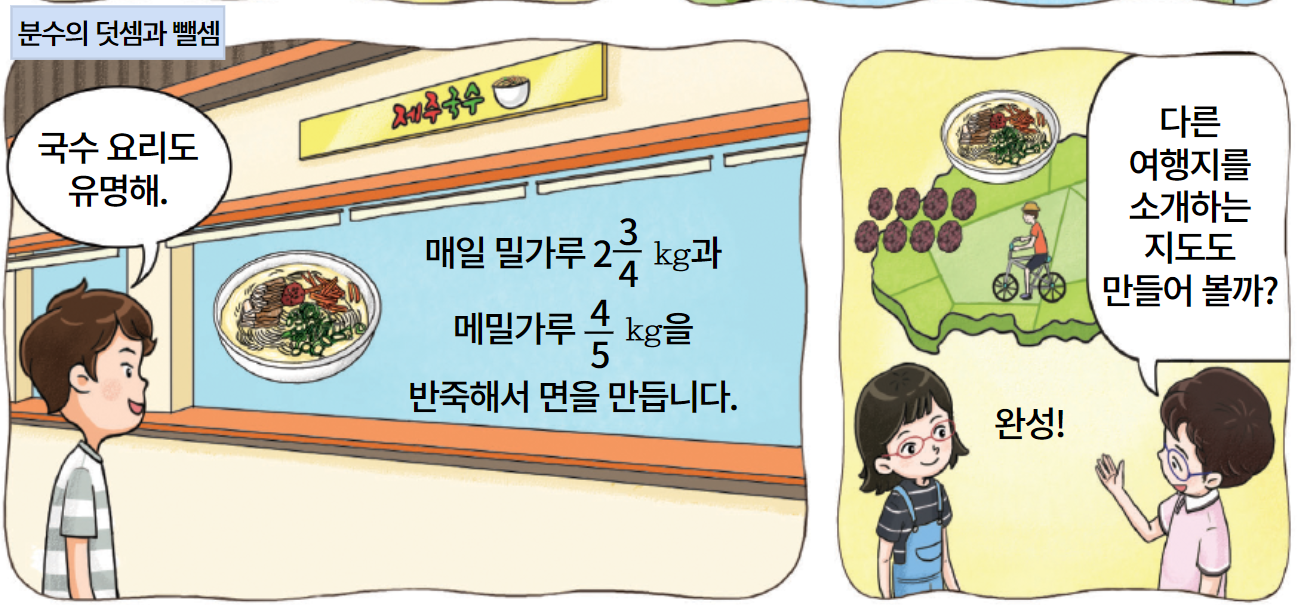 분수의 덧셈과 뺄셈
국수 요리도
유명해.
제주국수
매일 밀가루 2 3/4 kg과
메밀가루 4/5 kg을
반죽해서 면을 만듭니다.
다른
여행지를
소개하는
지도도
만들어 볼까?
완성!